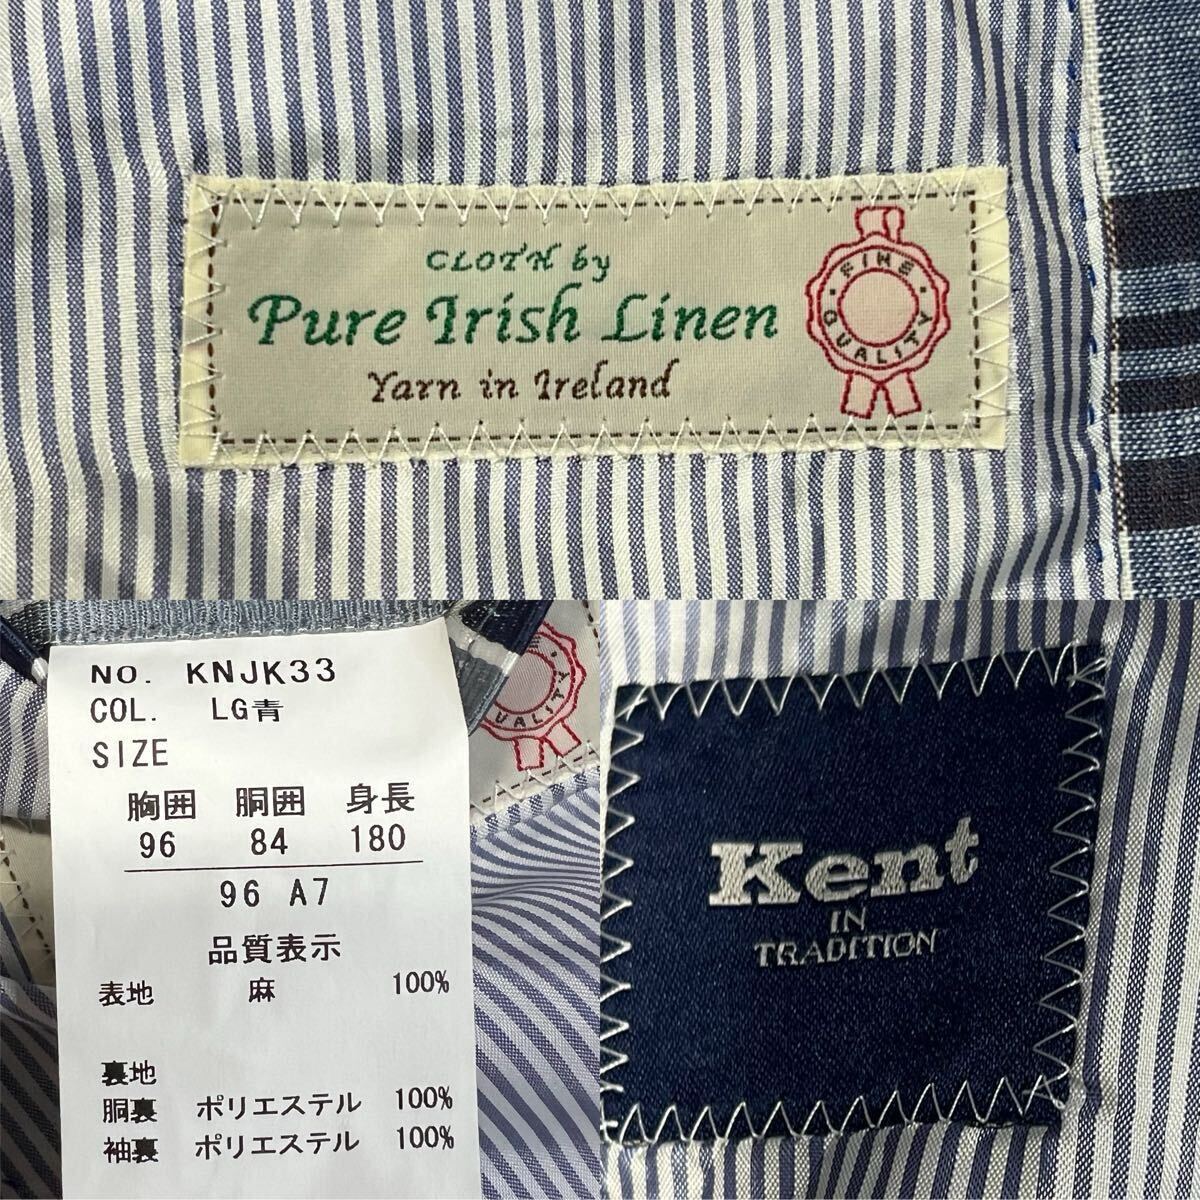 CLOTH by
Pure Irish Linen
Yarn in Ireland
FINE QUALITY
NO. KNJK33
COL. LG青
SIZE
胸囲 胴囲 身長
96 84 180
96 A7
品質表示
表地 麻 100%
裏地
胴裏 ポリエステル 100%
袖裏 ポリエステル 100%
UALITY
Kent
IN
TRADITION